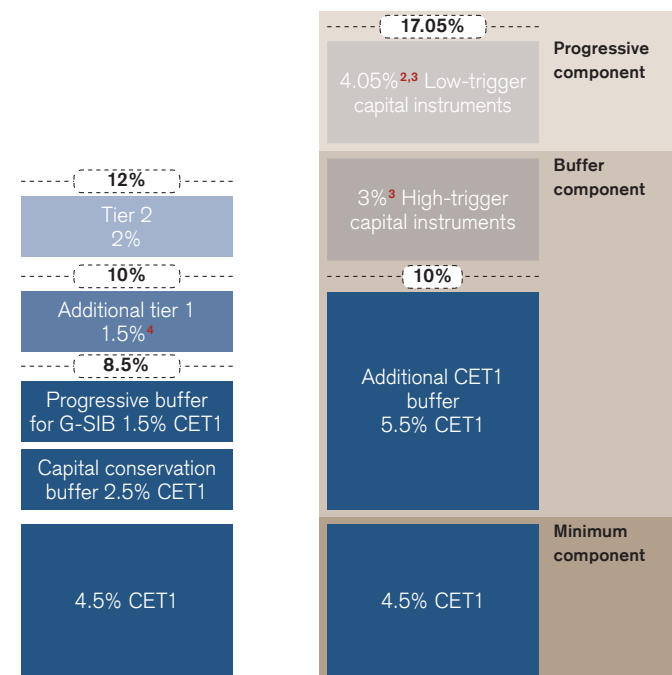 12%
Tier 2
2%
10%
Additional tier 1
1.5%4
8.5%
Progressive buffer
for G-SIB 1.5% CET1
Capital conservation
buffer 2.5% CET1
4.5% CET1
17.05%
Progressive
component
4.05%2,3 Low-trigger
capital instruments
Buffer
component
3%3 High-trigger
capital instruments
10%
Additional CET1
buffer
5.5% CET1
Minimum
component
4.5% CET1